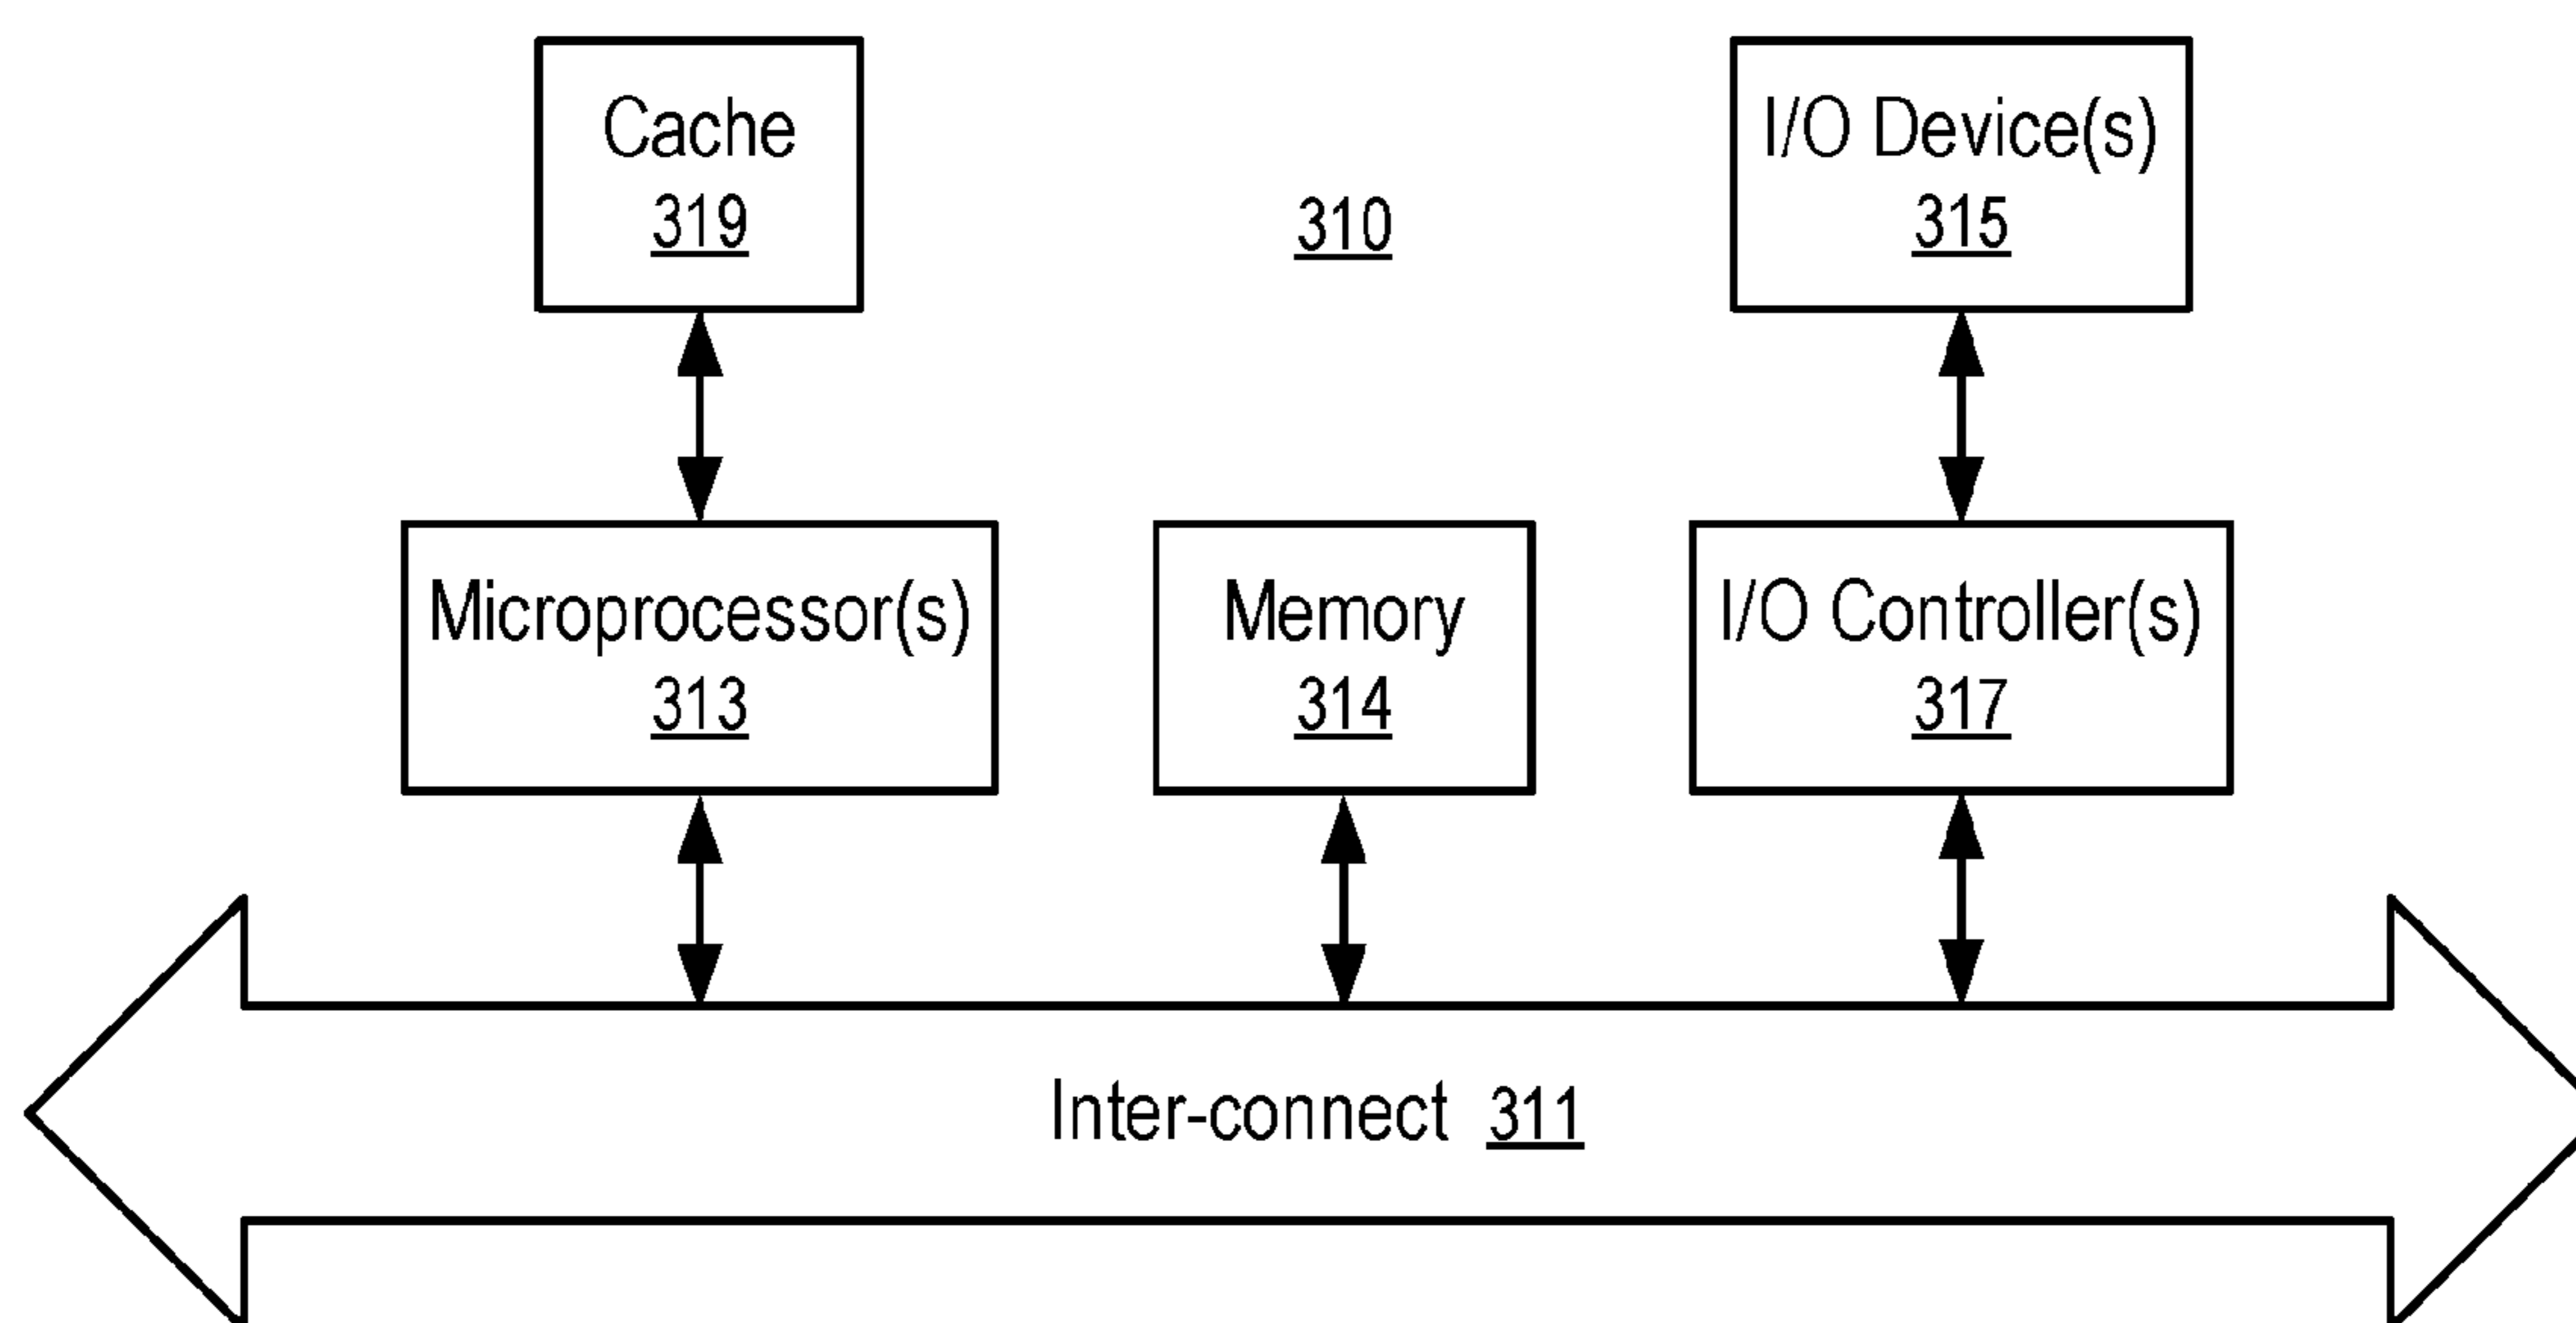 Cache
319
310
I/O Device(s)
315
Microprocessor(s)
313
Memory
314
I/O Controller(s)
317
Inter-connect 311